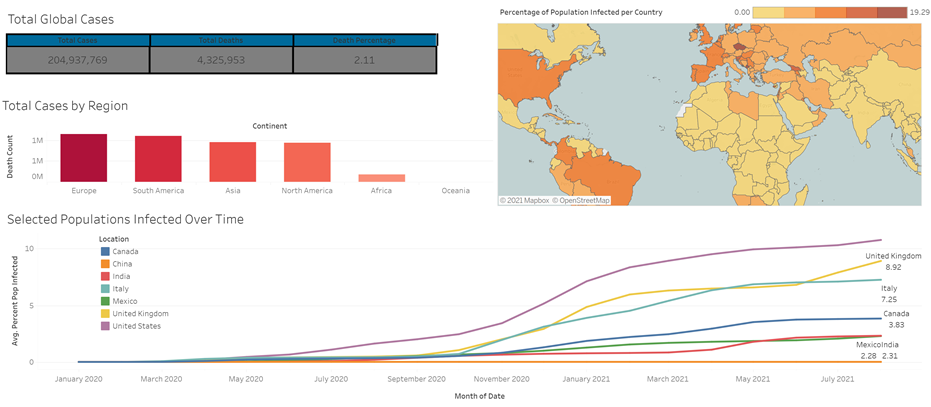 Total Global Cases
Total Cases Total Deaths Death Percentage
204,937,769 4,325,953 2.11
Percentage of Population Infected per Country
0.00 19.29
© 2021 Mapbox © OpenStreetMap
Total Cases by Region
Continent
Death Count
1M
1M
0M
Europe South America Asia North America Africa Oceania
Selected Populations Infected Over Time
Location
Canada
China
India
Italy
Mexico
United Kingdom
United States
Avg. Percent Pop Infected
10
5
0
United Kingdom
8.92
Italy
7.25
Canada
3.83
Mexico India
2.28 2.31
January 2020 March 2020 May 2020 July 2020 September 2020 November 2020 January 2021 March 2021 May 2021 July 2021
Month of Date